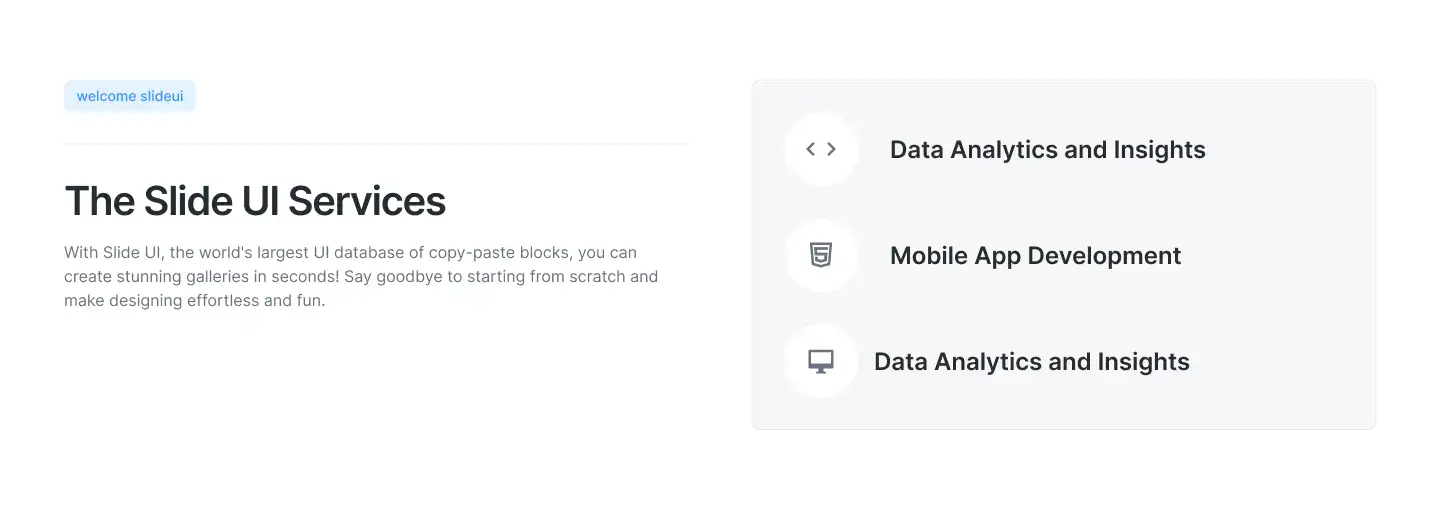 welcome slideui
The Slide UI Services
With Slide UI, the world's largest UI database of copy-paste blocks, you can
create stunning galleries in seconds! Say goodbye to starting from scratch and
make designing effortless and fun.
Data Analytics and Insights
Mobile App Development
Data Analytics and Insights